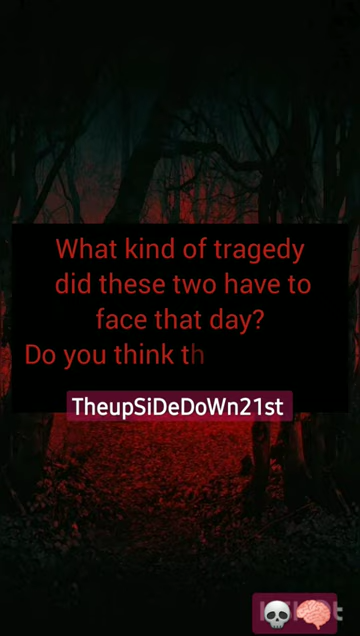 What kind of tragedy
did these two have to
face that day?
Do you think th
TheupSiDeDoWn21st